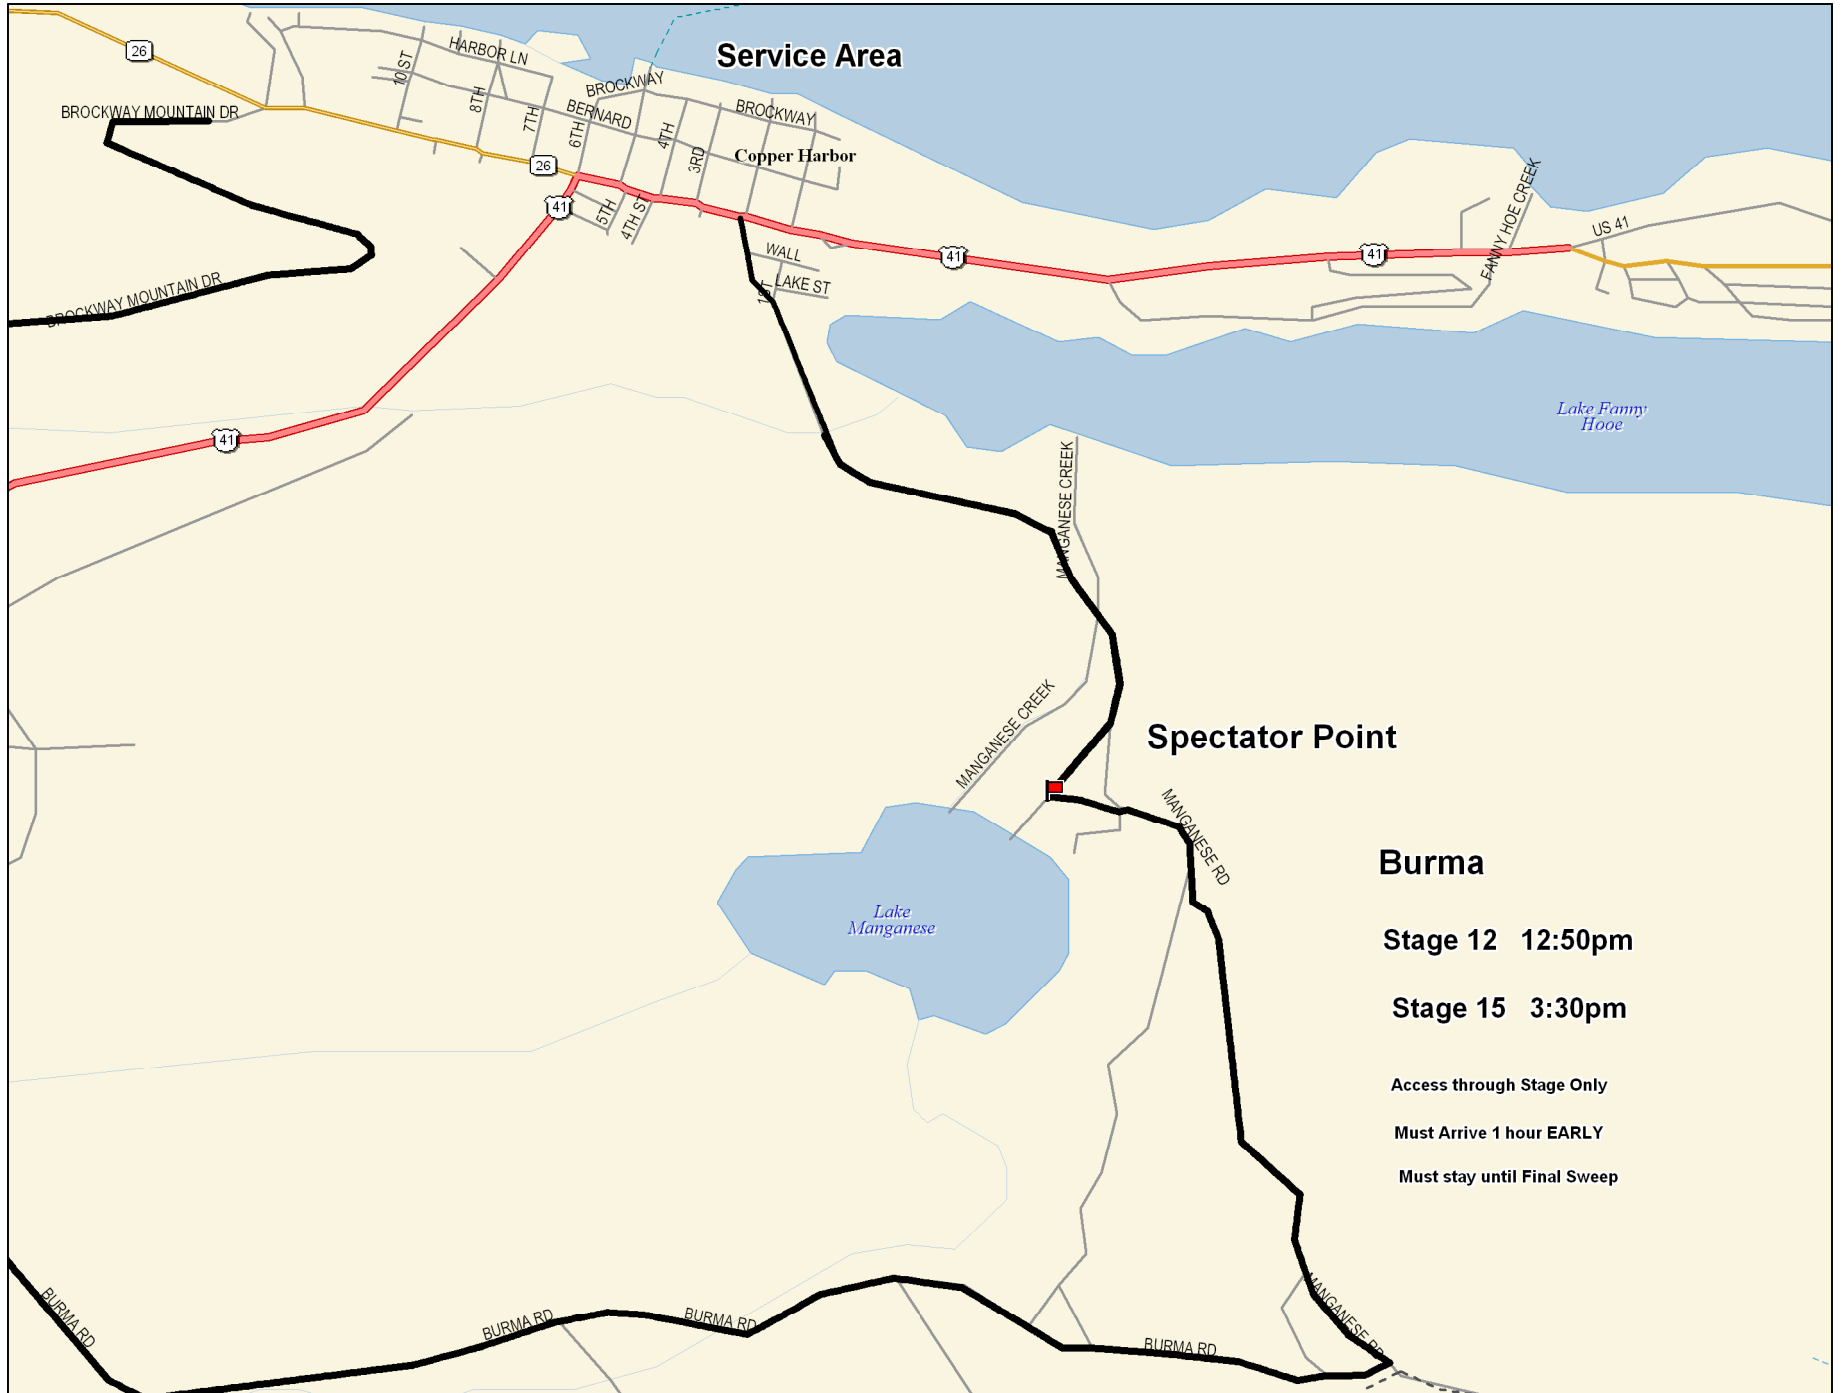 Service Area
26
HARBOR LN
10 ST
BROCKWAY
BROCKWAY MOUNTAIN DR
8TH
7TH
BERNARD
6TH
4TH
BROCKWAY
3RD
Copper Harbor
26
41
5TH
4TH ST
FANNY HOE CREEK
US 41
WALL
41
41
1ST
LAKE ST
BROCKWAY MOUNTAIN DR
41
Lake Fanny
Hooe
MANGANESE CREEK
MANGANESE CREEK
Spectator Point
MANGANESE RD
Burma
Lake
Manganese
Stage 12 12:50pm
Stage 15 3:30pm
Access through Stage Only
Must Arrive 1 hour EARLY
Must stay until Final Sweep
BURMA RD
BURMA RD
BURMA RD
BURMA RD
MANGANESE RD